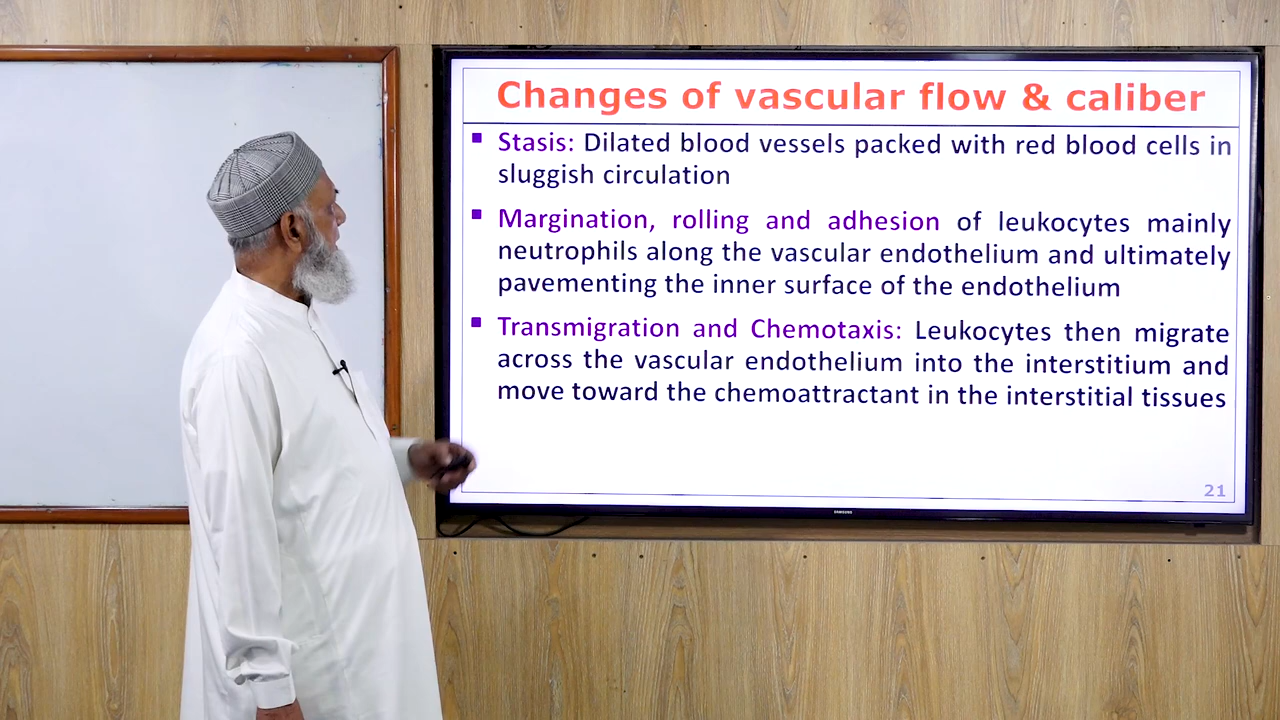 Changes of vascular flow & caliber
▪ Stasis: Dilated blood vessels packed with red blood cells in
sluggish circulation
▪ Margination, rolling and adhesion of leukocytes mainly
neutrophils along the vascular endothelium and ultimately
pavementing the inner surface of the endothelium
▪ Transmigration and Chemotaxis: Leukocytes then migrate
across the vascular endothelium into the interstitium and
move toward the chemoattractant in the interstitial tissues
21
SAMSUNG